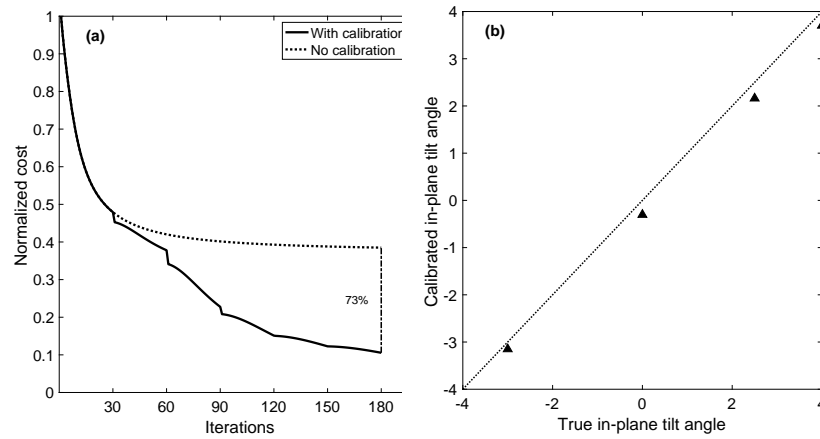 (a)
With calibration
No calibration
Normalized cost
1
0.9
0.8
0.7
0.6
0.5
0.4
0.3
0.2
0.1
0
73%
30 60 90 120 150 180
Iterations
(b)
Calibrated in-plane tilt angle
4
3
2
1
0
-1
-2
-3
-4
-4 -2 0 2 4
True in-plane tilt angle